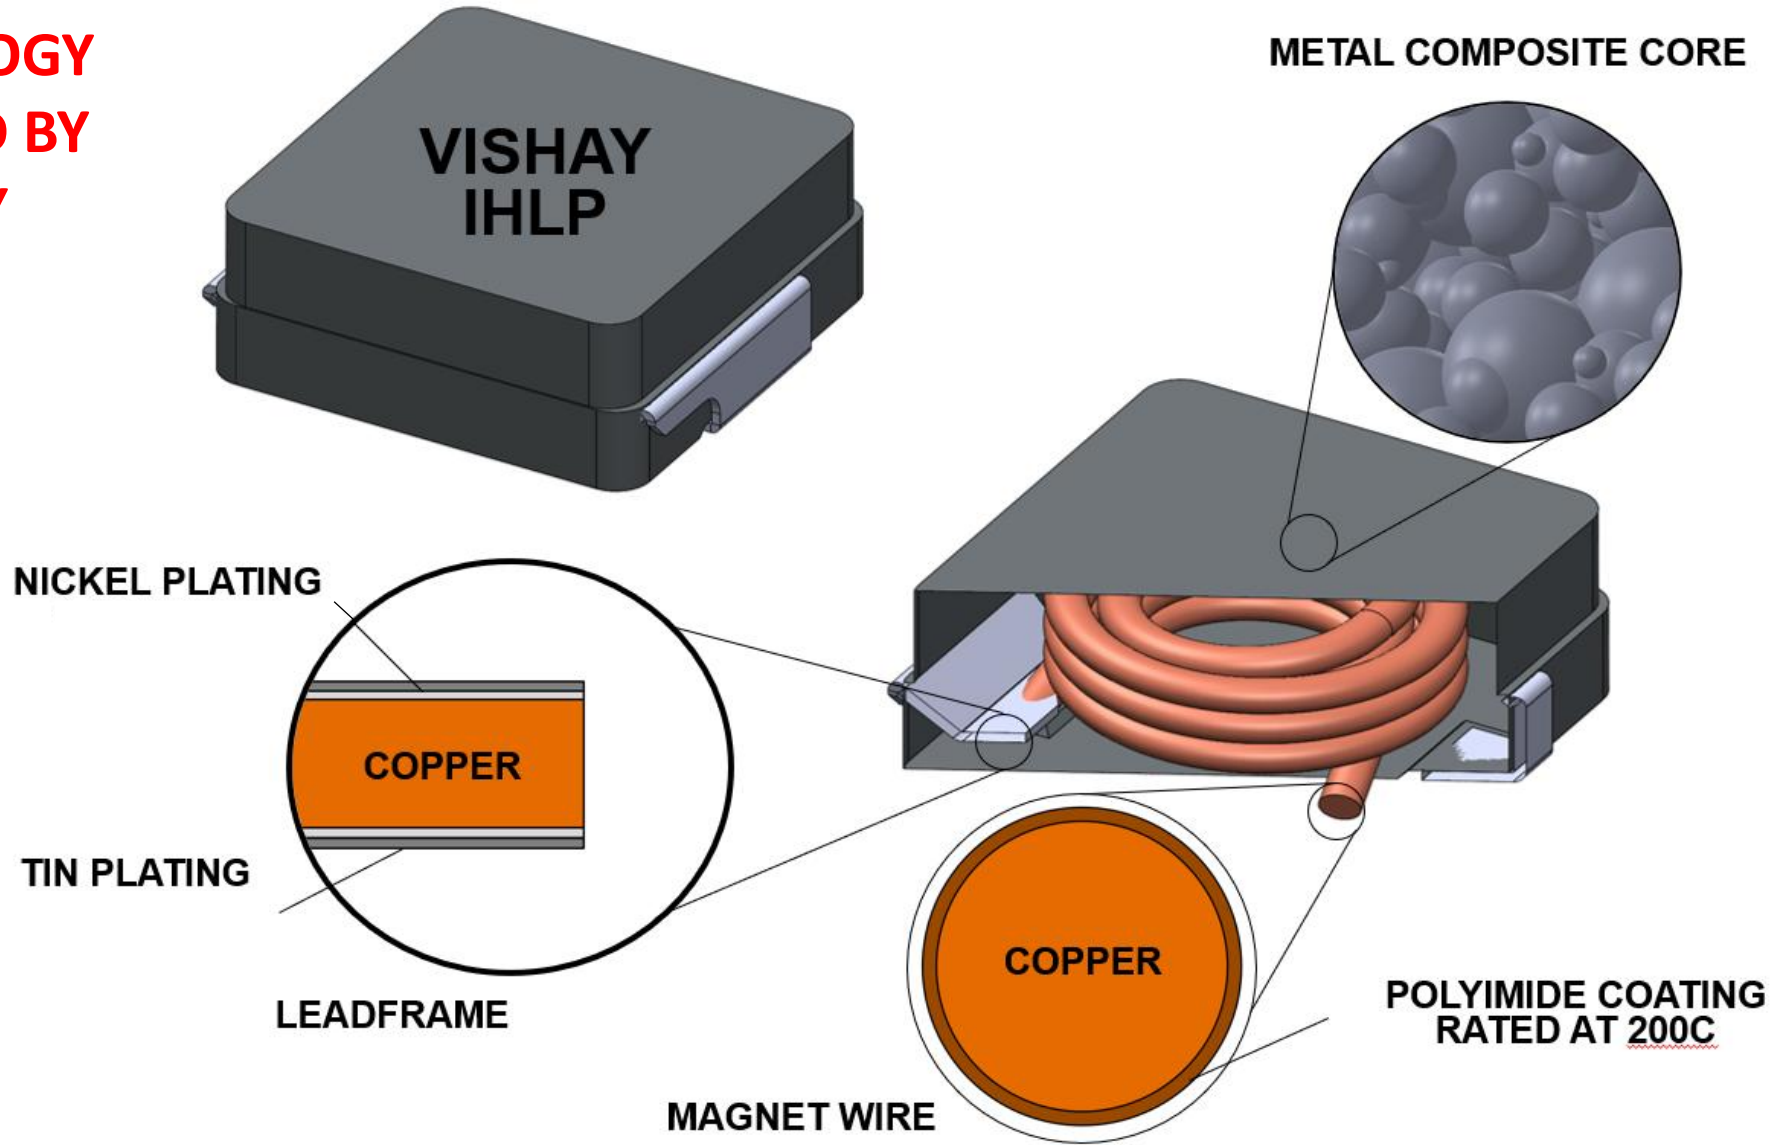 OGY
BY
METAL COMPOSITE CORE
VISHAY
IHLP
NICKEL PLATING
COPPER
TIN PLATING
LEADFRAME
COPPER
POLYIMIDE COATING
RATED AT 200C
MAGNET WIRE